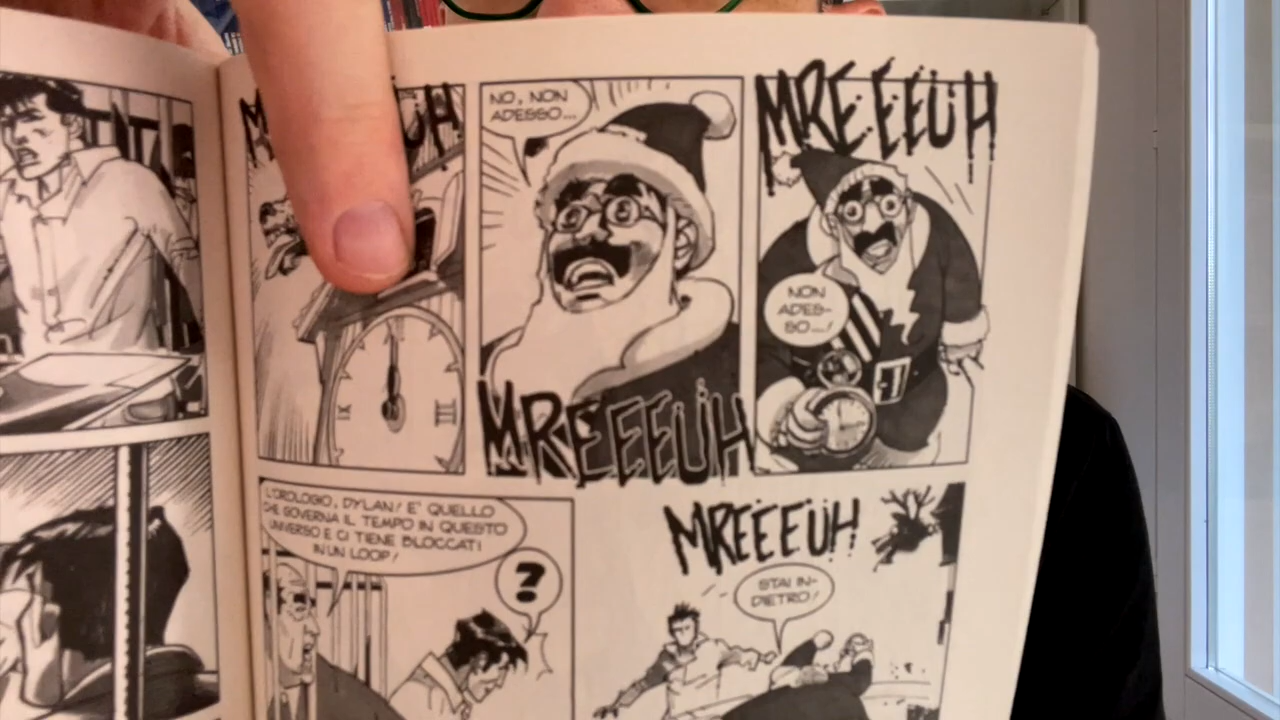 NO, NON
ADESSO...
MREEEUH
MREEEUH
NON
ADES-
SO...!
L'OROLOGIO, DYLAN! E' QUELLO
CHE GOVERNA IL TEMPO IN QUESTO
UNIVERSO E CI TIENE BLOCCATI
IN UN LOOP!
?
MREEEUH
STAI IN-
DIETRO!